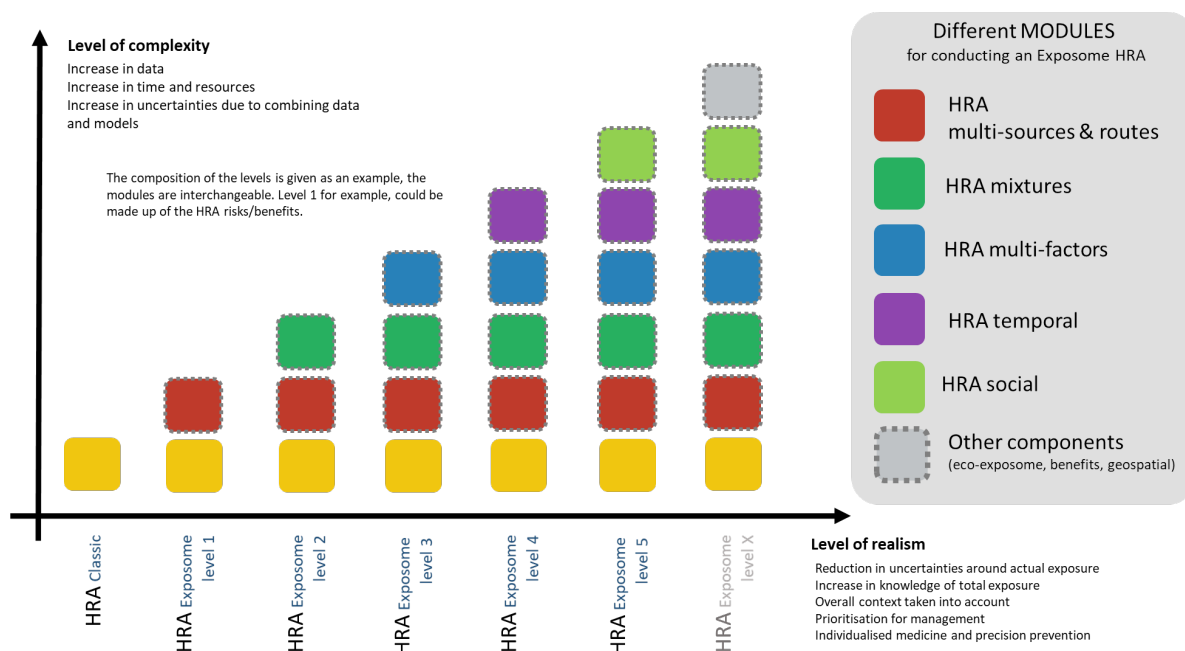 Level of complexity
Increase in data
Increase in time and resources
Increase in uncertainties due to combining data
and models
The composition of the levels is given as an example, the
modules are interchangeable. Level 1 for example, could be
made up of the HRA risks/benefits.
Different MODULES
for conducting an Exposome HRA
HRA
multi-sources & routes
HRA mixtures
HRA multi-factors
HRA temporal
HRA social
Other components
(eco-exposome, benefits, geospatial)
HRA Classic
HRA Exposome
level 1
HRA Exposome
level 2
HRA Exposome
level 3
HRA Exposome
level 4
HRA Exposome
level 5
HRA Exposome
level X
Level of realism
Reduction in uncertainties around actual exposure
Increase in knowledge of total exposure
Overall context taken into account
Prioritisation for management
Individualised medicine and precision prevention